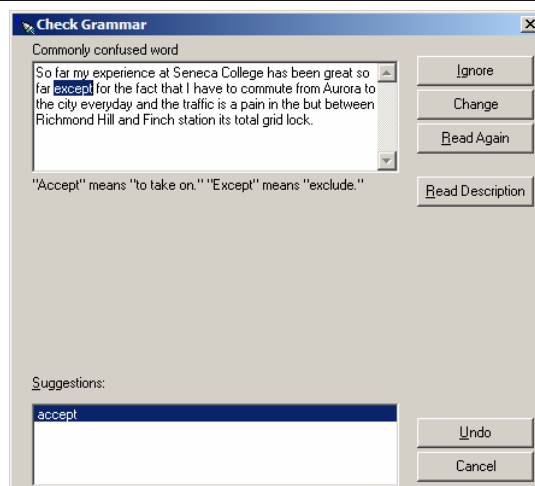 Check Grammar
Commonly confused word
So far my experience at Seneca College has been great so
far except for the fact that I have to commute from Aurora to
the city everyday and the traffic is a pain in the but between
Richmond Hill and Finch station its total grid lock.
"Accept" means "to take on." "Except" means "exclude."
Ignore
Change
Read Again
Read Description
Suggestions:
accept
Undo
Cancel